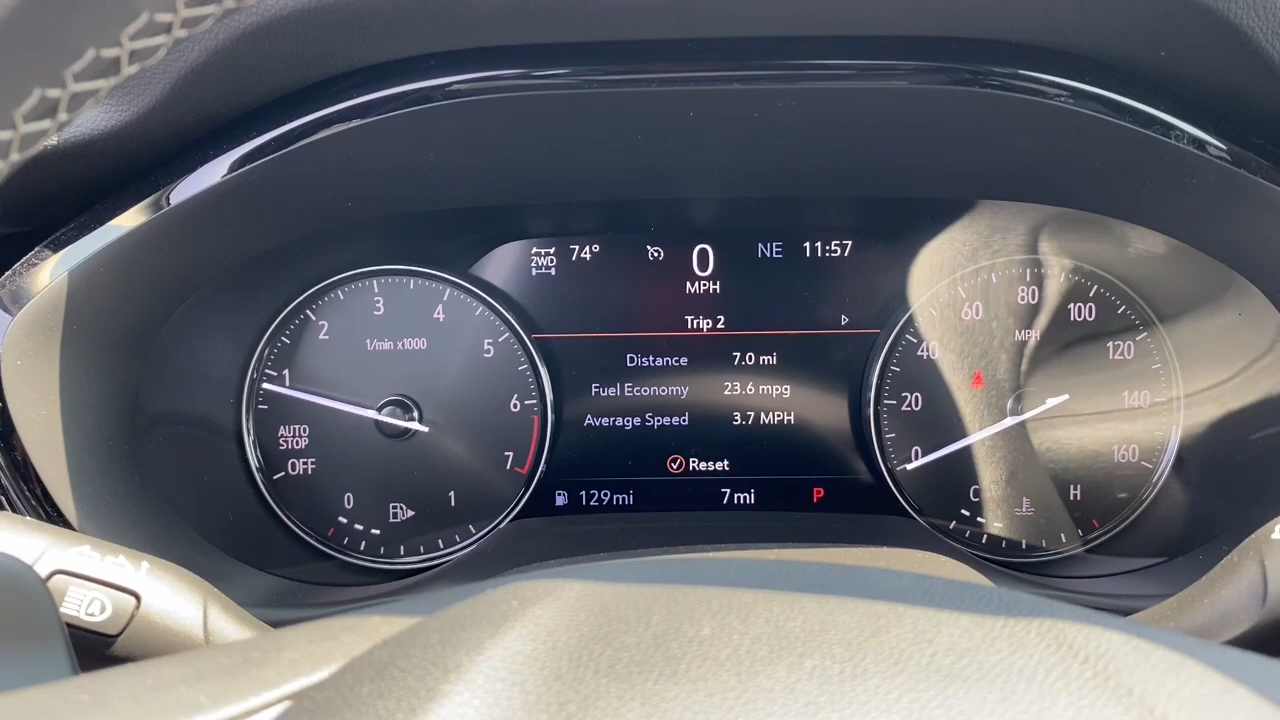 2WD 74° 0 NE 11:57
MPH
Trip 2
Distance 7.0 mi
Fuel Economy 23.6 mpg
Average Speed 3.7 MPH
Reset
129mi 7mi P
1 2 3 4 5 6 7
1/min x1000
AUTO
STOP
OFF
0 1
0 20 40 60 80 100 120 140 160
MPH
C H
A